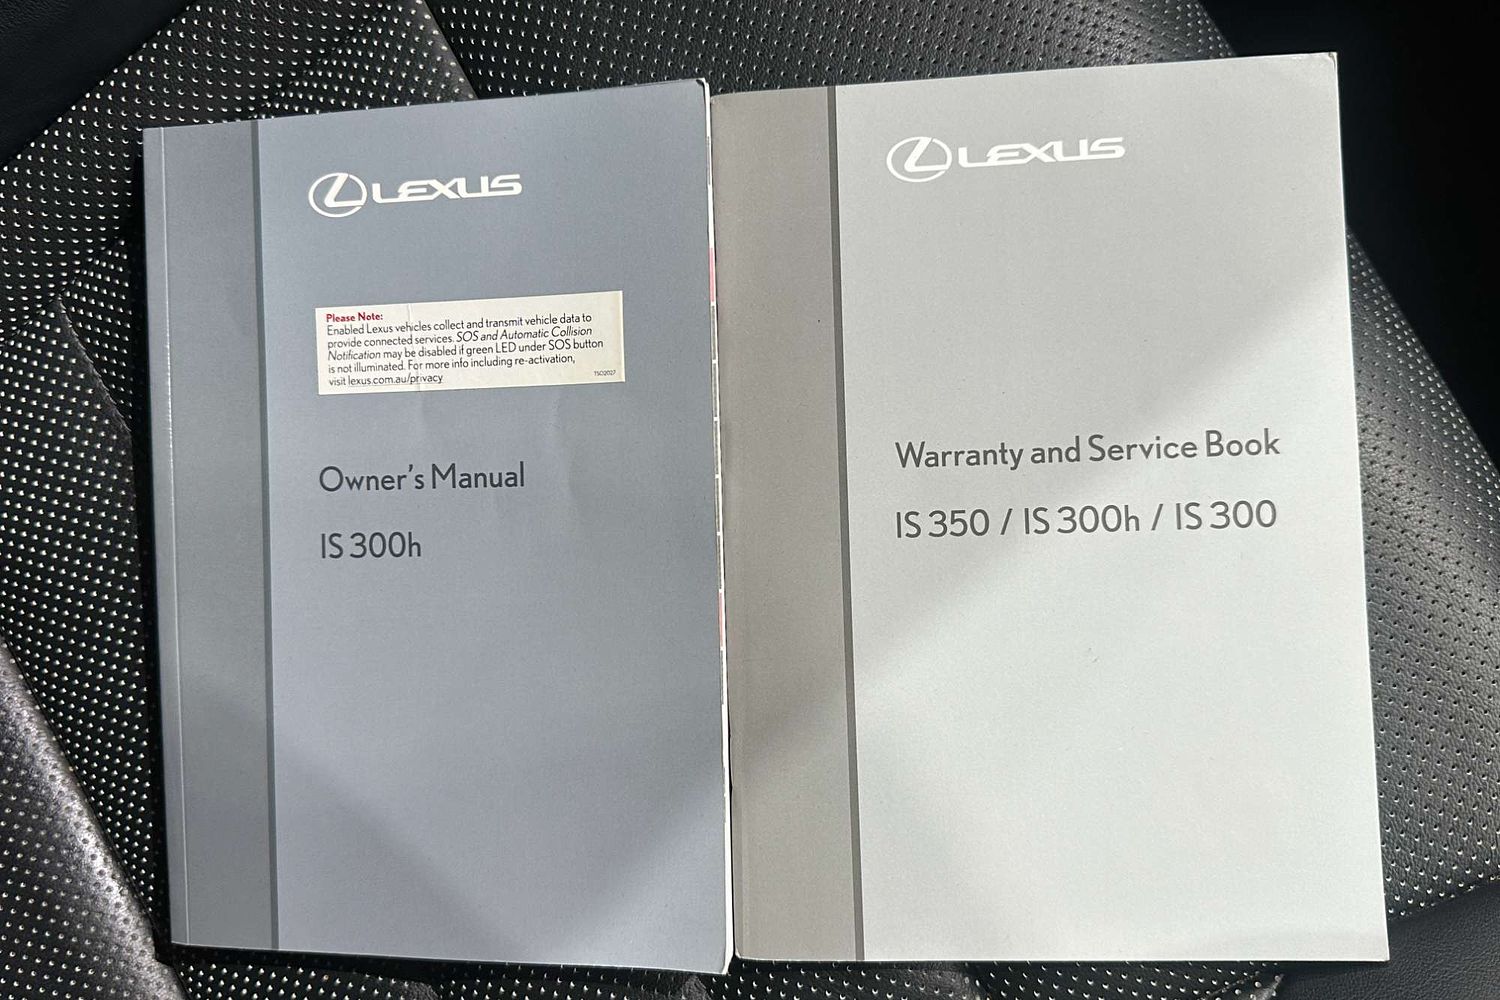 LEXUS
Please Note:
Enabled Lexus vehicles collect and transmit vehicle data to
provide connected services. SOS and Automatic Collision
Notification may be disabled if green LED under SOS button
is not illuminated. For more info including re-activation,
visit lexus.com.au/privacy
TSO2027
Owner's Manual
IS 300h
LEXUS
Warranty and Service Book
IS 350 / IS 300h / IS 300